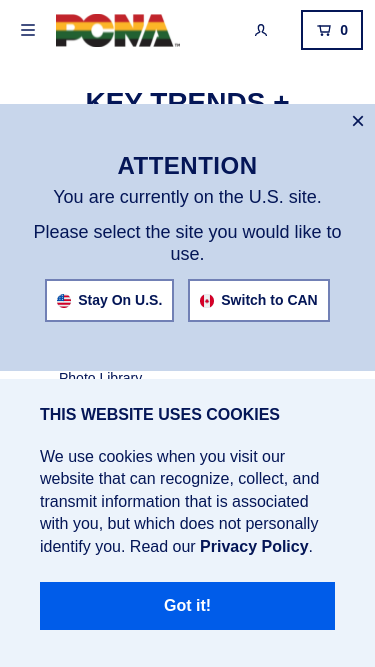 PONA™
0
KEY TRENDS +
×
ATTENTION
You are currently on the U.S. site.
Please select the site you would like to
use.
Stay On U.S.
Switch to CAN
Photo Library
THIS WEBSITE USES COOKIES
We use cookies when you visit our
website that can recognize, collect, and
transmit information that is associated
with you, but which does not personally
identify you. Read our Privacy Policy.
Got it!